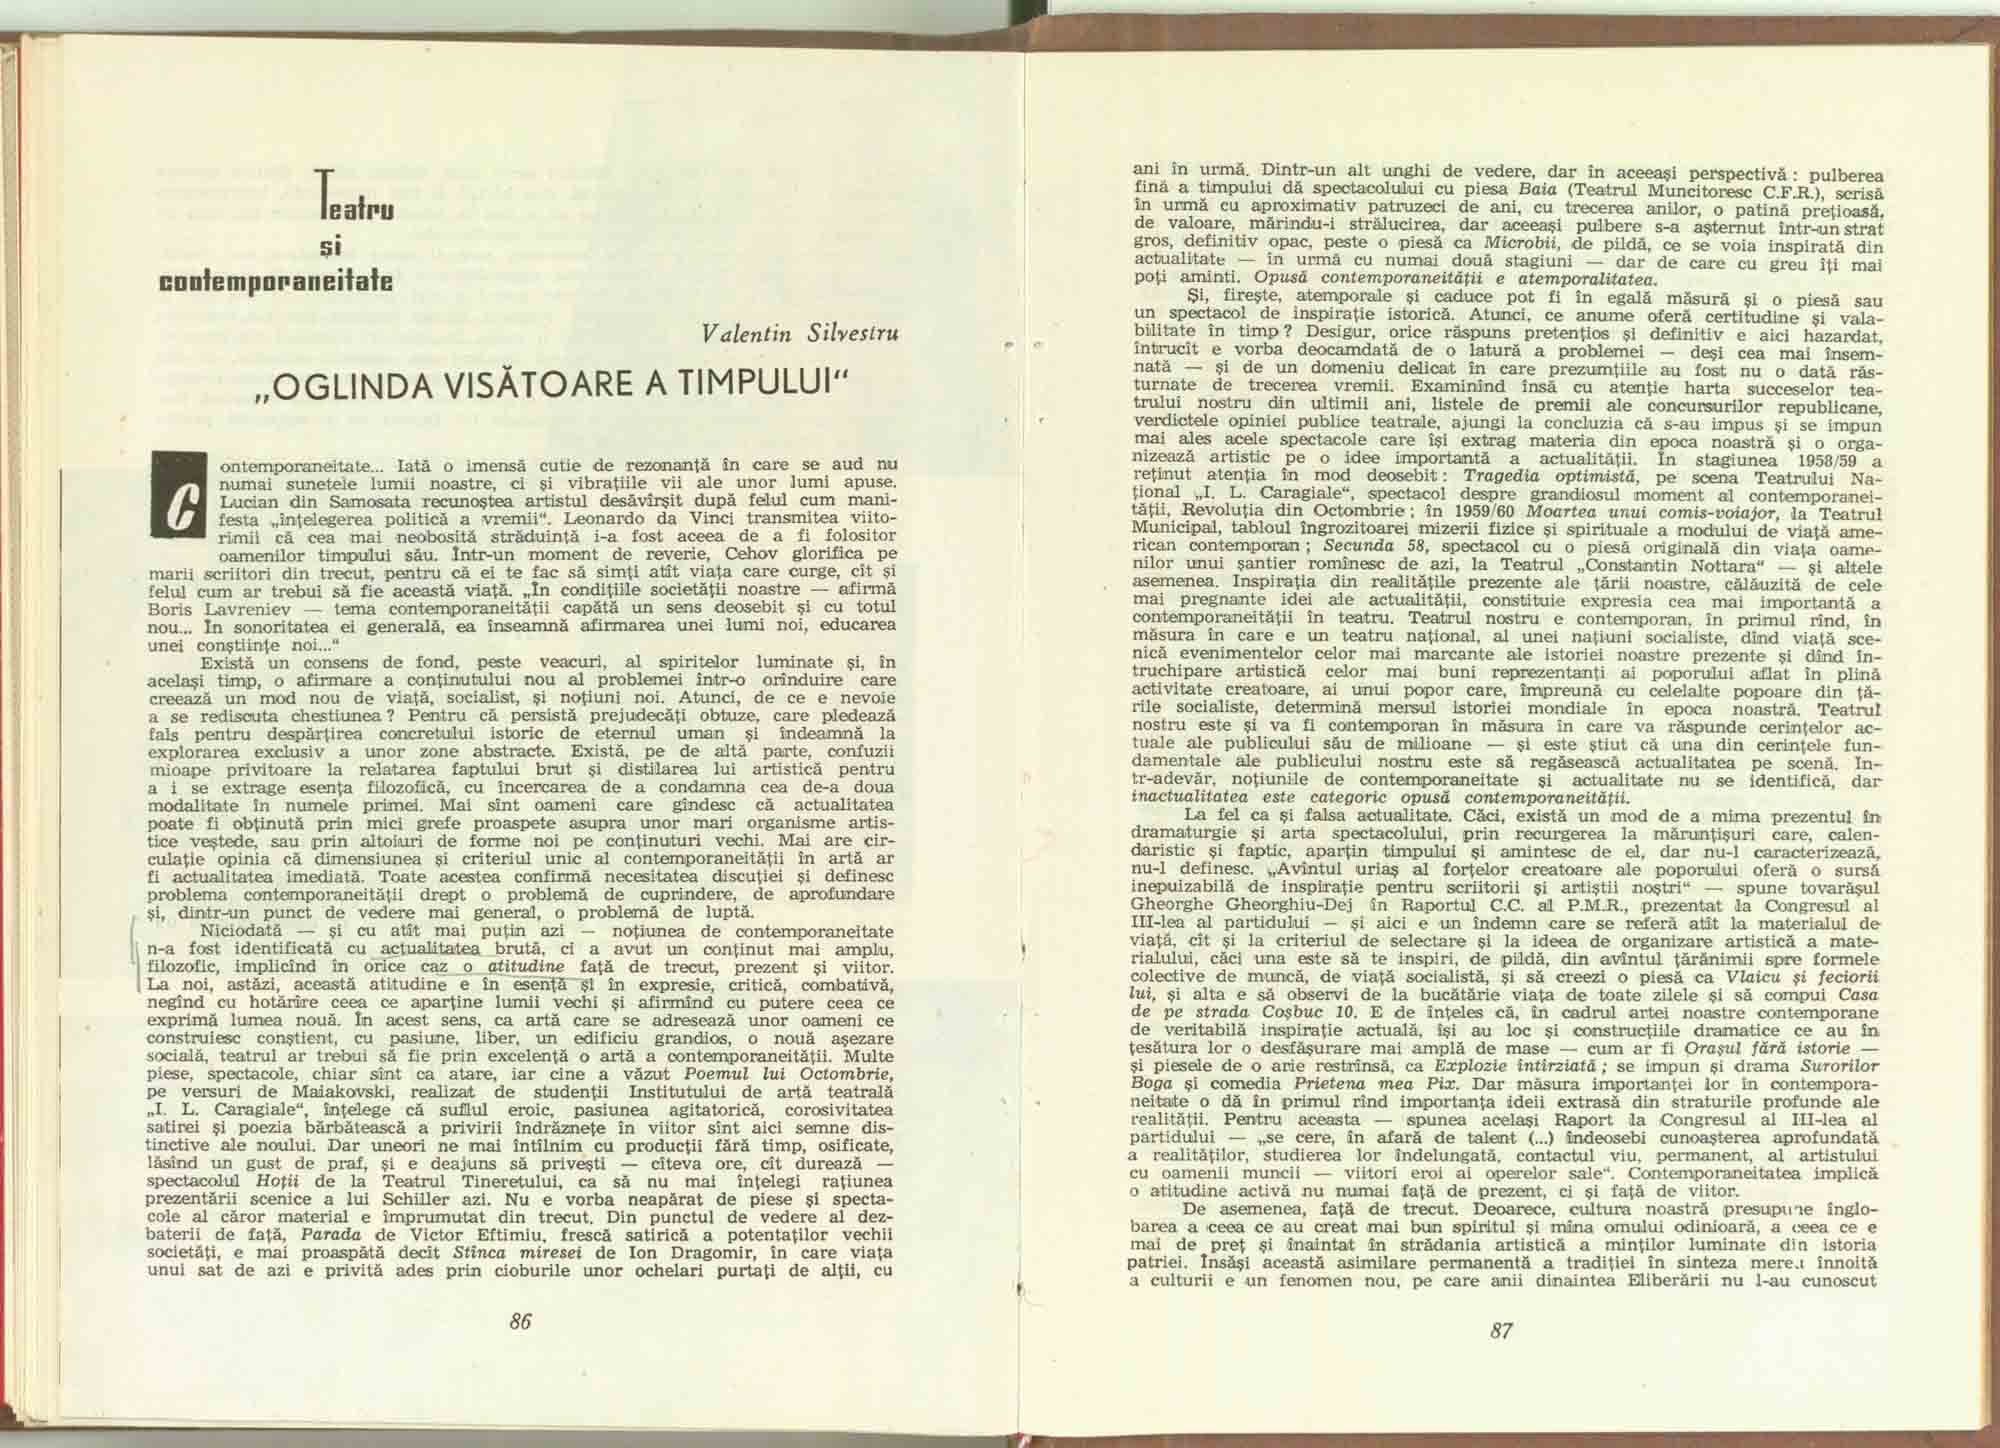 Teatru
și
contemporaneitate
Valentin Silvestru
„OGLINDA VISĂTOARE A TIMPULUI“
Contemporaneitate... Iată o imensă cutie de rezonanță în care se aud nu
numai sunetele lumii noastre, ci și vibrațiile vii ale unor lumi apuse.
Lucian din Samosata recunoștea artistul desăvîrșit după felul cum mani-
festa „înțelegerea politică a vremii“. Leonardo da Vinci transmitea viito-
rimii că cea mai neobosită străduință i-a fost aceea de a fi folositor
oamenilor timpului său. Într-un moment de reverie, Cehov glorifica pe
marii scriitori din trecut, pentru că ei te fac să simți atît viața care curge, cît și
felul cum ar trebui să fie această viață. „În condițiile societății noastre — afirmă
Boris Lavreniev — tema contemporaneității capătă un sens deosebit și cu totul
nou... În sonoritatea ei generală, ea înseamnă afirmarea unei lumi noi, educarea
unei conștiințe noi...“
Există un consens de fond, peste veacuri, al spiritelor luminate și, în
același timp, o afirmare a conținutului nou al problemei într-o orînduire care
creează un mod nou de viață, socialist, și noțiuni noi. Atunci, de ce e nevoie
a se rediscuta chestiunea ? Pentru că persistă prejudecăți obtuze, care pledează
fals pentru despărțirea concretului istoric de eternul uman și îndeamnă la
explorarea exclusiv a unor zone abstracte. Există, pe de altă parte, confuzii
mioape privitoare la relatarea faptului brut și distilarea lui artistică pentru
a i se extrage esența filozofică, cu încercarea de a condamna cea de-a doua
modalitate în numele primei. Mai sînt oameni care gîndesc că actualitatea
poate fi obținută prin mici grefe proaspete asupra unor mari organisme artis-
tice veștede, sau prin altoiuri de forme noi pe conținuturi vechi. Mai are cir-
culație opinia că dimensiunea și criteriul unic al contemporaneității în artă ar
fi actualitatea imediată. Toate acestea confirmă necesitatea discuției și definesc
problema contemporaneității drept o problemă de cuprindere, de aprofundare
și, dintr-un punct de vedere mai general, o problemă de luptă.
Niciodată — și cu atît mai puțin azi — noțiunea de contemporaneitate
n-a fost identificată cu actualitatea brută, ci a avut un conținut mai amplu,
filozofic, implicînd în orice caz o atitudine față de trecut, prezent și viitor.
La noi, astăzi, această atitudine e în esență și în expresie, critică, combativă,
negînd cu hotărîre ceea ce aparține lumii vechi și afirmînd cu putere ceea ce
exprimă lumea nouă. În acest sens, ca artă care se adresează unor oameni ce
construiesc conștient, cu pasiune, liber, un edificiu grandios, o nouă așezare
socială, teatrul ar trebui să fie prin excelență o artă a contemporaneității. Multe
piese, spectacole, chiar sînt ca atare, iar cine a văzut Poemul lui Octombrie,
pe versuri de Maiakovski, realizat de studenții Institutului de artă teatrală
„I. L. Caragiale“, înțelege că suflul eroic, pasiunea agitatorică, corosivitatea
satirei și poezia bărbătească a privirii îndrăznețe în viitor sînt aici semne dis-
tinctive ale noului. Dar uneori ne mai întîlnim cu producții fără timp, osificate,
lăsînd un gust de praf, și e deajuns să privești — cîteva ore, cît durează —
spectacolul Hoții de la Teatrul Tineretului, ca să nu mai înțelegi rațiunea
prezentării scenice a lui Schiller azi. Nu e vorba neapărat de piese și specta-
cole al căror material e împrumutat din trecut. Din punctul de vedere al dez-
baterii de față, Parada de Victor Eftimiu, frescă satirică a potentaților vechii
societăți, e mai proaspătă decît Stînca miresei de Ion Dragomir, în care viața
unui sat de azi e privită ades prin cioburile unor ochelari purtați de alții, cu
86
ani în urmă. Dintr-un alt unghi de vedere, dar în aceeași perspectivă : pulberea
fină a timpului dă spectacolului cu piesa Baia (Teatrul Muncitoresc C.F.R.), scrisă
în urmă cu aproximativ patruzeci de ani, cu trecerea anilor, o patină prețioasă,
de valoare, mărindu-i strălucirea, dar aceeași pulbere s-a așternut într-un strat
gros, definitiv opac, peste o piesă ca Microbii, de pildă, ce se voia inspirată din
actualitate — în urmă cu numai două stagiuni — dar de care cu greu îți mai
poți aminti. Opusă contemporaneității e atemporalitatea.
Și, firește, atemporale și caduce pot fi în egală măsură și o piesă sau
un spectacol de inspirație istorică. Atunci, ce anume oferă certitudine și vala-
bilitate în timp ? Desigur, orice răspuns pretențios și definitiv e aici hazardat,
întrucît e vorba deocamdată de o latură a problemei — deși cea mai însem-
nată — și de un domeniu delicat în care prezumțiile au fost nu o dată răs-
turnate de trecerea vremii. Examinînd însă cu atenție harta succeselor tea-
trului nostru din ultimii ani, listele de premii ale concursurilor republicane,
verdictele opiniei publice teatrale, ajungi la concluzia că s-au impus și se impun
mai ales acele spectacole care își extrag materia din epoca noastră și o orga-
nizează artistic pe o idee importantă a actualității. În stagiunea 1958/59 a
reținut atenția în mod deosebit : Tragedia optimistă, pe scena Teatrului Na-
țional „I. L. Caragiale“, spectacol despre grandiosul moment al contemporanei-
tății, Revoluția din Octombrie ; în 1959/60 Moartea unui comis-voiajor, la Teatrul
Municipal, tabloul îngrozitoarei mizerii fizice și spirituale a modului de viață ame-
rican contemporan ; Secunda 58, spectacol cu o piesă originală din viața oame-
nilor unui șantier romînesc de azi, la Teatrul „Constantin Nottara“ — și altele
asemenea. Inspirația din realitățile prezente ale țării noastre, călăuzită de cele
mai pregnante idei ale actualității, constituie expresia cea mai importantă a
contemporaneității în teatru. Teatrul nostru e contemporan, în primul rînd, în
măsura în care e un teatru național, al unei națiuni socialiste, dînd viață sce-
nică evenimentelor celor mai marcante ale istoriei noastre prezente și dînd în-
truchipare artistică celor mai buni reprezentanți ai poporului aflat în plină
activitate creatoare, ai unui popor care, împreună cu celelalte popoare din ță-
rile socialiste, determină mersul istoriei mondiale în epoca noastră. Teatrul
nostru este și va fi contemporan în măsura în care va răspunde cerințelor ac-
tuale ale publicului său de milioane — și este știut că una din cerințele fun-
damentale ale publicului nostru este să regăsească actualitatea pe scenă. În-
tr-adevăr, noțiunile de contemporaneitate și actualitate nu se identifică, dar
inactualitatea este categoric opusă contemporaneității.
La fel ca și falsa actualitate. Căci, există un mod de a mima prezentul în
dramaturgie și arta spectacolului, prin recurgerea la mărunțișuri care, calen-
daristic și faptic, aparțin timpului și amintesc de el, dar nu-l caracterizează,
nu-l definesc. „Avîntul uriaș al forțelor creatoare ale poporului oferă o sursă
inepuizabilă de inspirație pentru scriitorii și artiștii noștri“ — spune tovarășul
Gheorghe Gheorghiu-Dej în Raportul C.C. al P.M.R., prezentat la Congresul al
III-lea al partidului — și aici e un îndemn care se referă atît la materialul de
viață, cît și la criteriul de selectare și la ideea de organizare artistică a mate-
rialului, căci una este să te inspiri, de pildă, din avîntul țărănimii spre formele
colective de muncă, de viață socialistă, și să creezi o piesă ca Vlaicu și feciorii
lui, și alta e să observi de la bucătărie viața de toate zilele și să compui Casa
de pe strada Coșbuc 10. E de înțeles că, în cadrul artei noastre contemporane
de veritabilă inspirație actuală, își au loc și construcțiile dramatice ce au în
țesătura lor o desfășurare mai amplă de mase — cum ar fi Orașul fără istorie —
și piesele de o arie restrînsă, ca Explozie întîrziată ; se impun și drama Surorilor
Boga și comedia Prietena mea Pix. Dar măsura importanței lor în contempora-
neitate o dă în primul rînd importanța ideii extrasă din straturile profunde ale
realității. Pentru aceasta — spunea același Raport la Congresul al III-lea al
partidului — „se cere, în afară de talent (...) îndeosebi cunoașterea aprofundată
a realităților, studierea lor îndelungată, contactul viu, permanent, al artistului
cu oamenii muncii — viitori eroi ai operelor sale“. Contemporaneitatea implică
o atitudine activă nu numai față de prezent, ci și față de viitor.
De asemenea, față de trecut. Deoarece, cultura noastră presupune înglo-
barea a ceea ce au creat mai bun spiritul și mîna omului odinioară, a ceea ce e
mai de preț și înaintat în strădania artistică a minților luminate din istoria
patriei. Însăși această asimilare permanentă a tradiției în sinteza mereu înnoită
a culturii e un fenomen nou, pe care anii dinaintea Eliberării nu l-au cunoscut
87